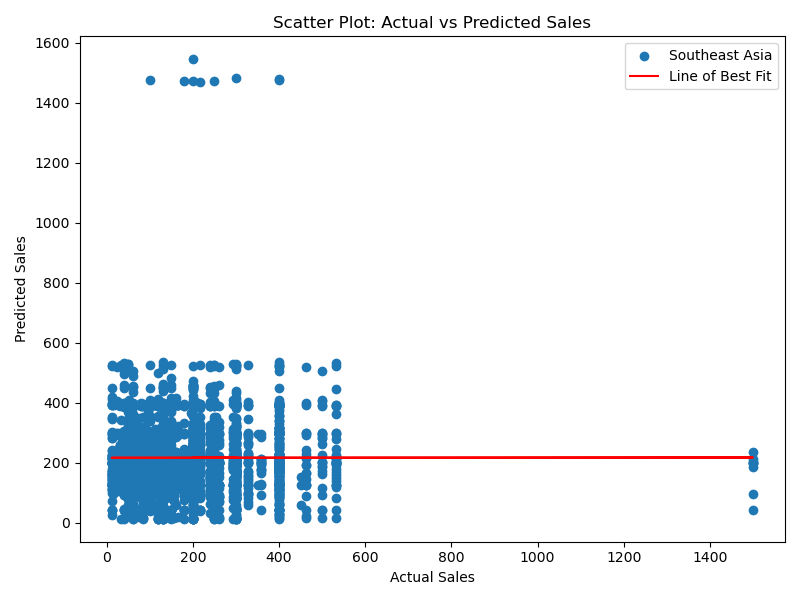 Scatter Plot: Actual vs Predicted Sales
Southeast Asia
Line of Best Fit
Predicted Sales
1600
1400
1200
1000
800
600
400
200
0
0 200 400 600 800 1000 1200 1400
Actual Sales